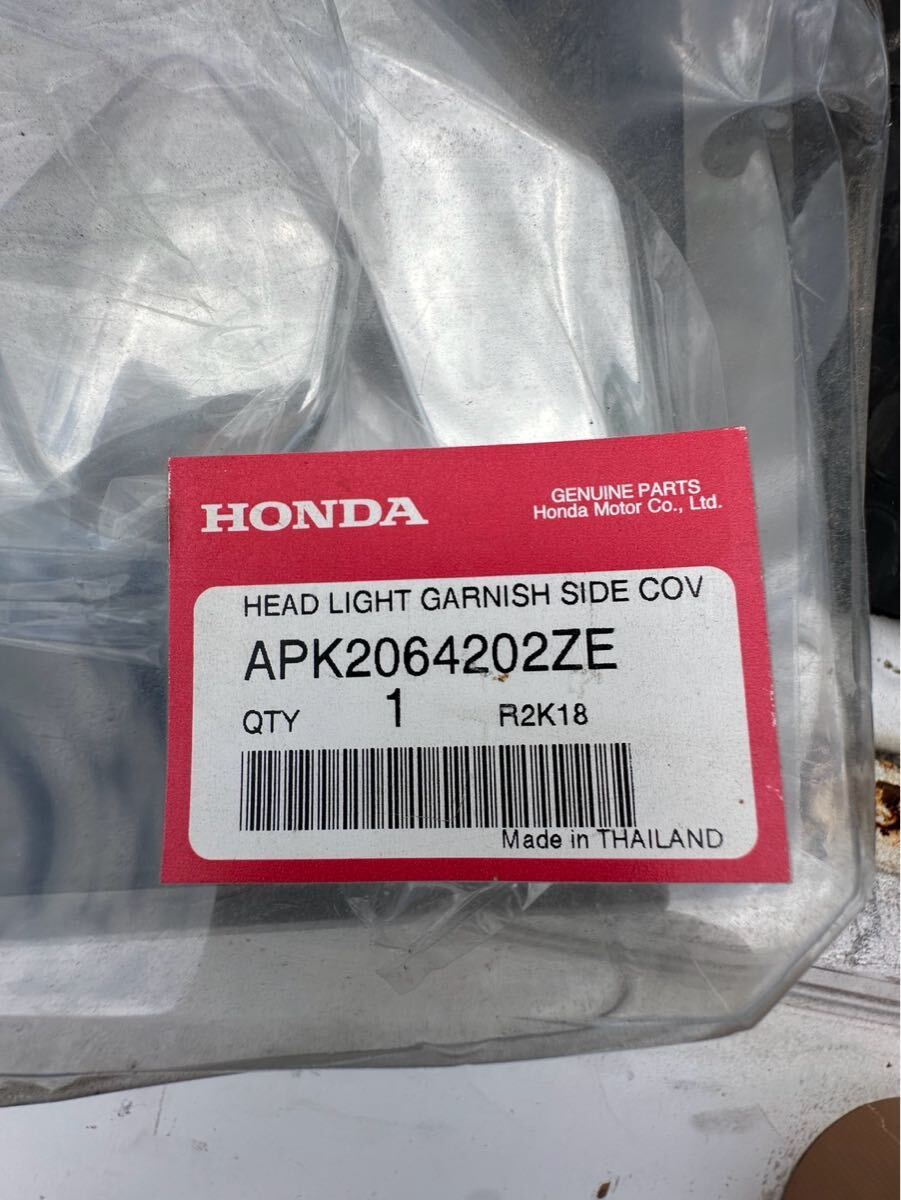 HONDA
GENUINE PARTS
Honda Motor Co., Ltd.
HEAD LIGHT GARNISH SIDE COV
APK2064202ZE
QTY 1 R2K18
Made in THAILAND